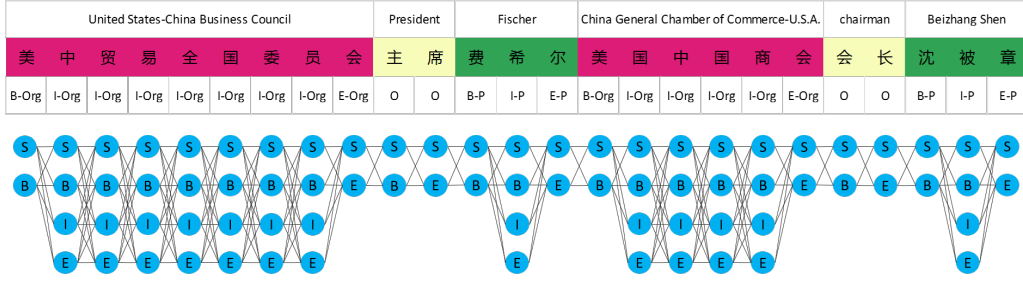 United States-China Business Council President Fischer China General Chamber of Commerce-U.S.A. chairman Beizhang Shen
美 中 贸 易 全 国 委 员 会 主 席 费 希 尔 美 国 中 国 商 会 会 长 沈 被 章
B-Org I-Org I-Org I-Org I-Org I-Org I-Org I-Org E-Org O O B-P I-P E-P B-Org I-Org I-Org I-Org I-Org E-Org O O B-P I-P E-P
S S S S S S S S S S S S S S S S S S S S S S S S S
B B B B B B B B E B E B B B B B B B B E B E B B E
I I I I I I I I I I I I I
E E E E E E E E E E E E E